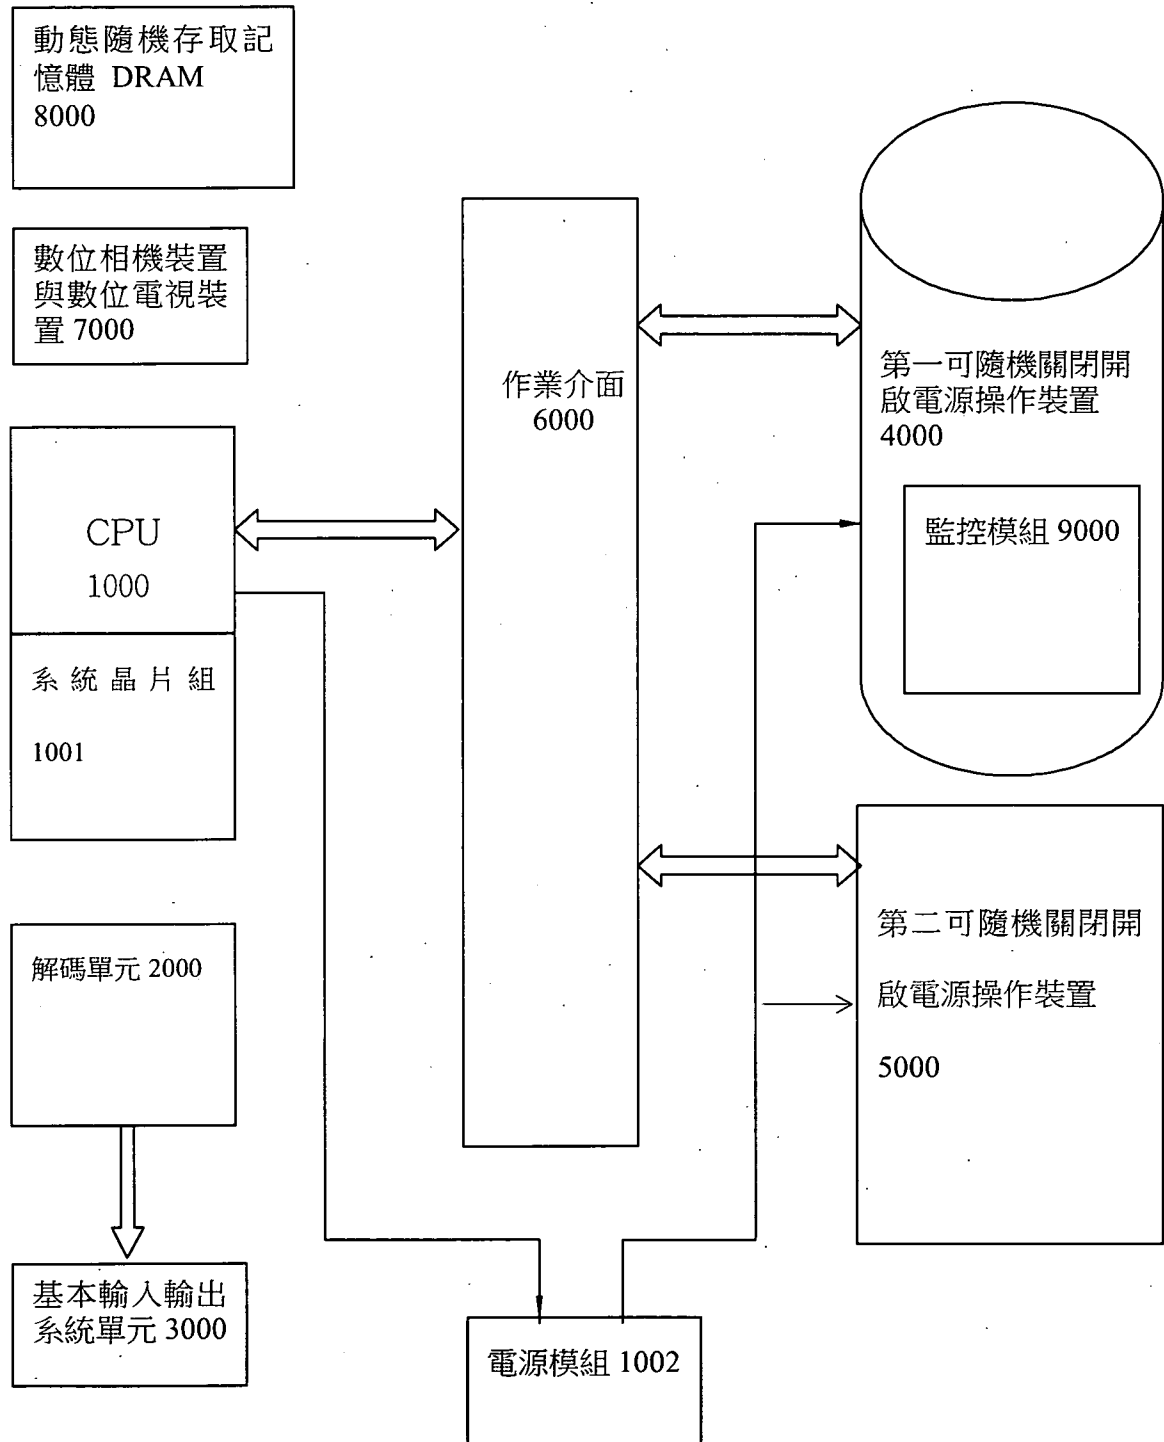 動態隨機存取記
憶體 DRAM
8000
數位相機裝置
與數位電視裝
置 7000
CPU
1000
系統晶片組
1001
解碼單元 2000
基本輸入輸出
系統單元 3000
作業介面
6000
電源模組 1002
第一可隨機關閉開
啟電源操作裝置
4000
監控模組 9000
第二可隨機關閉開
啟電源操作裝置
5000